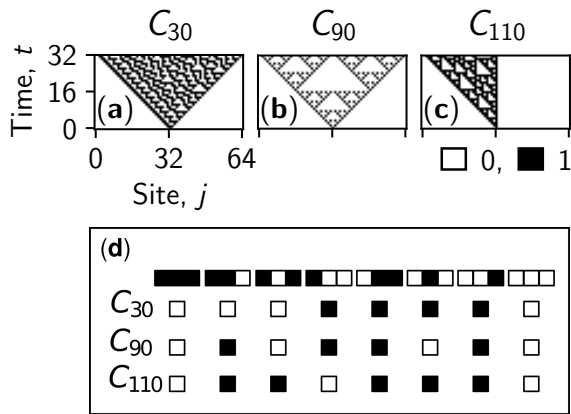 C30 C90 C110
Time, t
32
16
0
(a) (b) (c)
0 32 64
Site, j
0, 1
(d)
C30
C90
C110